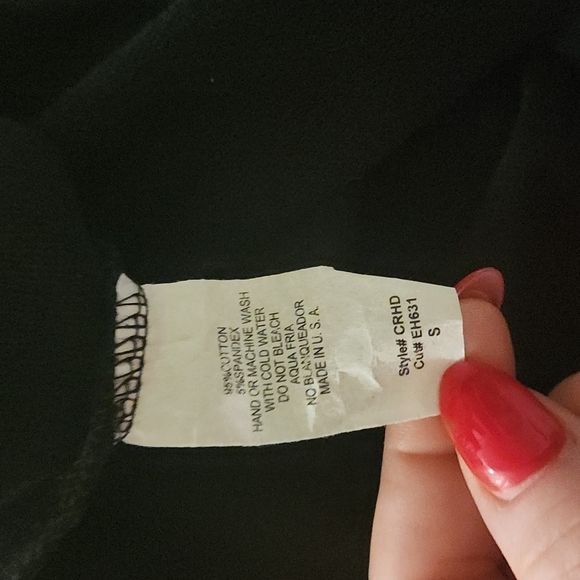 95%COTTON
5%SPANDEX
HAND OR MACHINE WASH
WITH COLD WATER
DO NOT BLEACH
AQUA FRIA
NO BLANQUEADOR
MADE IN U. S. A.
Style# CRHD
Cut# EH631
S